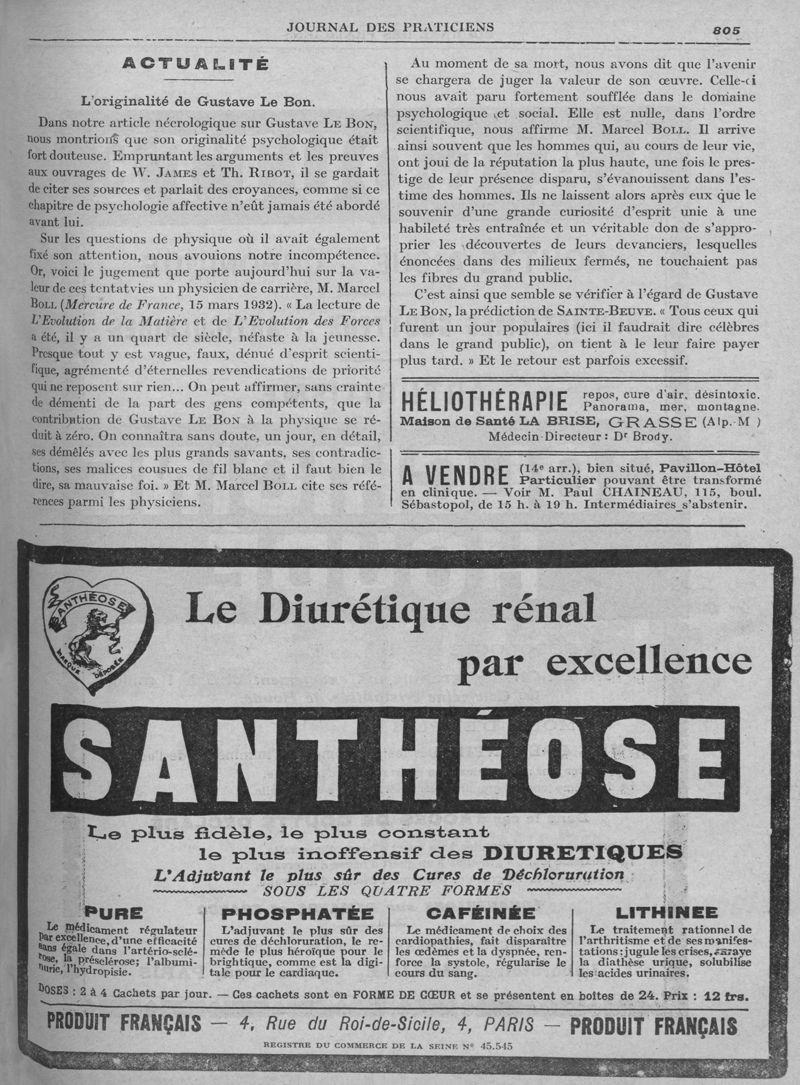 JOURNAL DES PRATICIENS
805
ACTUALITÉ
L'originalité de Gustave Le Bon.
Dans notre article nécrologique sur Gustave LE BON,
nous montrions que son originalité psychologique était
fort douteuse. Empruntant les arguments et les preuves
aux ouvrages de W. JAMES et Th. RIBOT, il se gardait
de citer ses sources et parlait des croyances, comme si ce
chapitre de psychologie affective n'eût jamais été abordé
avant lui.
Sur les questions de physique où il avait également
fixé son attention, nous avouions notre incompétence.
Or, voici le jugement que porte aujourd'hui sur la va-
leur de ces tentatvies un physicien de carrière, M. Marcel
BOLL (Mercure de France, 15 mars 1932). « La lecture de
L'Evolution de la Matière et de L'Evolution des Forces
a été, il y a un quart de siècle, néfaste à la jeunesse.
Presque tout y est vague, faux, dénué d'esprit scienti-
fique, agrémenté d'éternelles revendications de priorité
qui ne reposent sur rien... On peut affirmer, sans crainte
de démenti de la part des gens compétents, que la
contribution de Gustave LE BON à la physique se ré-
duit à zéro. On connaîtra sans doute, un jour, en détail,
ses démêlés avec les plus grands savants, ses contradic-
tions, ses malices cousues de fil blanc et il faut bien le
dire, sa mauvaise foi. » Et M. Marcel BOLL cite ses réfé-
rences parmi les physiciens.
Au moment de sa mort, nous avons dit que l'avenir
se chargera de juger la valeur de son œuvre. Celle-ci
nous avait paru fortement soufflée dans le domaine
psychologique et social. Elle est nulle, dans l'ordre
scientifique, nous affirme M. Marcel BOLL. Il arrive
ainsi souvent que les hommes qui, au cours de leur vie,
ont joui de la réputation la plus haute, une fois le pres-
tige de leur présence disparu, s'évanouissent dans l'es-
time des hommes. Ils ne laissent alors après eux que le
souvenir d'une grande curiosité d'esprit unie à une
habileté très entraînée et un véritable don de s'appro-
prier les découvertes de leurs devanciers, lesquelles
énoncées dans des milieux fermés, ne touchaient pas
les fibres du grand public.
C'est ainsi que semble se vérifier à l'égard de Gustave
LE BON, la prédiction de SAINTE-BEUVE. « Tous ceux qui
furent un jour populaires (ici il faudrait dire célèbres
dans le grand public), on tient à le leur faire payer
plus tard. » Et le retour est parfois excessif.
HÉLIOTHÉRAPIE repos, cure d'air, désintoxic.
Panorama, mer, montagne.
Maison de Santé LA BRISE, GRASSE (Alp.-M )
Médecin-Directeur : Dr Brody.
A VENDRE (14e arr.), bien situé, Pavillon-Hôtel
Particulier pouvant être transformé
en clinique. — Voir M. Paul CHAINEAU, 115, boul.
Sébastopol, de 15 h. à 19 h. Intermédiaires s'abstenir.
SANTHÉOSE
MARQUE DÉPOSÉE
Le Diurétique rénal
par excellence
SANTHÉOSE
Le plus fidèle, le plus constant
le plus inoffensif des DIURETIQUES
L'Adjuvant le plus sûr des Cures de Déchloruration
SOUS LES QUATRE FORMES
PURE
Le médicament régulateur
par excellence, d'une efficacité
sans égale dans l'artério-sclé-
rose, la présclérose; l'albumi-
nurie, l'hydropisie.
PHOSPHATÉE
L'adjuvant le plus sûr des
cures de déchloruration, le re-
mède le plus héroïque pour le
brightique, comme est la digi-
tale pour le cardiaque.
CAFÉINÉE
Le médicament de choix des
cardiopathies, fait disparaître
les œdèmes et la dyspnée, ren-
force la systole, régularise le
cours du sang.
LITHINEE
Le traitement rationnel de
l'arthritisme et de ses manifes-
tations : jugule les crises, enraye
la diathèse urique, solubilise
les acides urinaires.
DOSES : 2 à 4 Cachets par jour. — Ces cachets sont en FORME DE CŒUR et se présentent en boîtes de 24. Prix : 12 frs.
PRODUIT FRANÇAIS — 4, Rue du Roi-de-Sicile, 4, PARIS — PRODUIT FRANÇAIS
REGISTRE DU COMMERCE DE LA SEINE N° 45.545